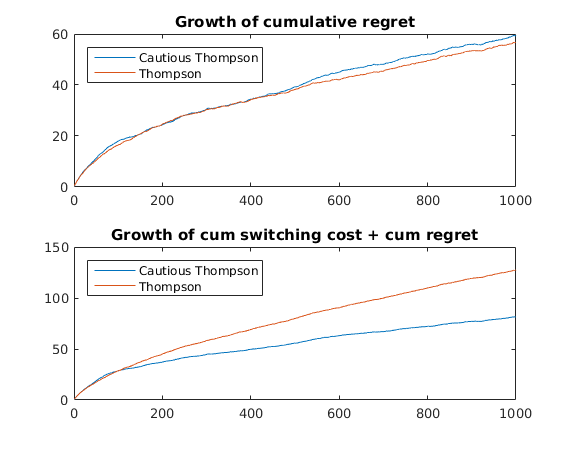 Growth of cumulative regret
60
40
20
0
Cautious Thompson
Thompson
0 200 400 600 800 1000
Growth of cum switching cost + cum regret
150
100
50
0
Cautious Thompson
Thompson
0 200 400 600 800 1000